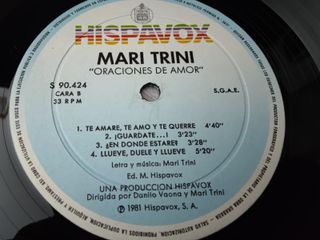 HISPAVOX
MARI TRINI
"ORACIONES DE AMOR"
S 90.424
CARA B
33 RPM
S.G.A.E.
1. TE AMARE, TE AMO Y TE QUERRE 4'40"
2. ¡GUARDATE...! 3'23"
3. ¿EN DONDE ESTARE? 3'28"
4. LLUEVE, DUELE Y LLUEVE 5'20"
Letra y música: Mari Trini
Ed. M. Hispavox
UNA PRODUCCION HISPAVOX
Dirigida por Danilo Vaona y Mari Trini
℗ 1981 Hispavox, S. A.